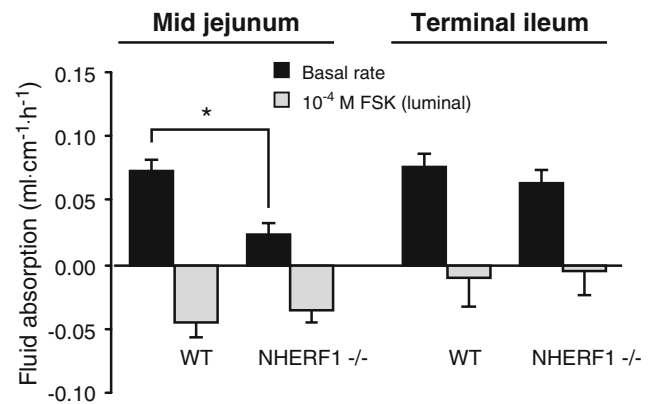 Mid jejunum Terminal ileum
Fluid absorption (ml·cm⁻¹·h⁻¹)
0.15
0.10
0.05
0.00
-0.05
-0.10
Basal rate
10⁻⁴ M FSK (luminal)
*
WT NHERF1 -/- WT NHERF1 -/-